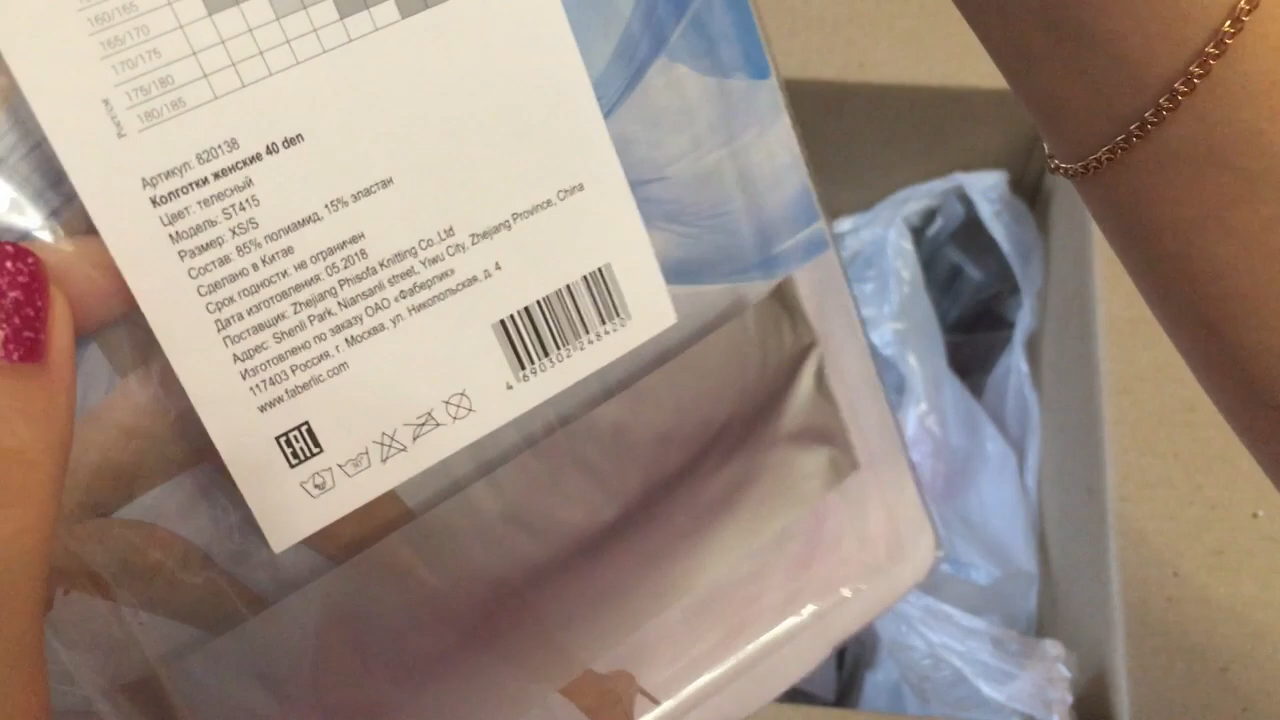 160/165
165/170
170/175
175/180
180/185
Рост/см
Артикул: 820138
Колготки женские 40 den
Цвет: телесный
Модель: ST415
Размер: XS/S
Состав: 85% полиамид, 15% эластан
Сделано в Китае
Срок годности: не ограничен
Дата изготовления: 05.2018
Поставщик: Zhejiang Phisofa Knitting Co.,Ltd
Адрес: Shenli Park, Niansanli street, Yiwu City, Zhejiang Province, China
Изготовлено по заказу ОАО «Фаберлик»
117403 Россия, г. Москва, ул. Никопольская, д. 4
www.faberlic.com
4 690302 248420
EAC